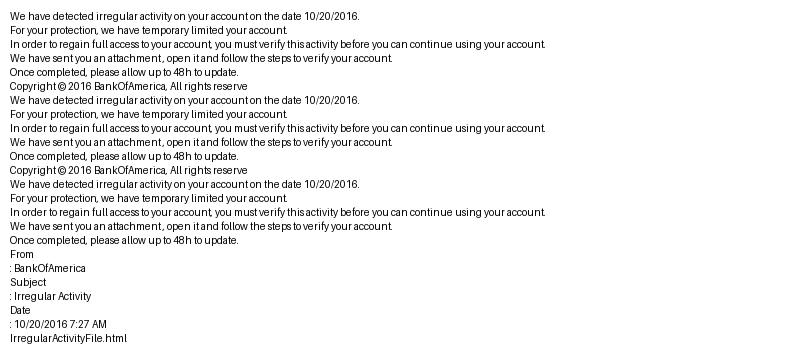 We have detected irregular activity on your account on the date 10/20/2016.
For your protection, we have temporary limited your account.
In order to regain full access to your account, you must verify this activity before you can continue using your account.
We have sent you an attachment , open it and follow the steps to verify your account.
Once completed, please allow up to 48h to update.
Copyright © 2016 BankOfAmerica, All rights reserve
We have detected irregular activity on your account on the date 10/20/2016.
For your protection, we have temporary limited your account.
In order to regain full access to your account, you must verify this activity before you can continue using your account.
We have sent you an attachment , open it and follow the steps to verify your account.
Once completed, please allow up to 48h to update.
Copyright © 2016 BankOfAmerica, All rights reserve
We have detected irregular activity on your account on the date 10/20/2016.
For your protection, we have temporary limited your account.
In order to regain full access to your account, you must verify this activity before you can continue using your account.
We have sent you an attachment , open it and follow the steps to verify your account.
Once completed, please allow up to 48h to update.
From
: BankOfAmerica
Subject
: Irregular Activity
Date
: 10/20/2016 7:27 AM
IrregularActivityFile.html